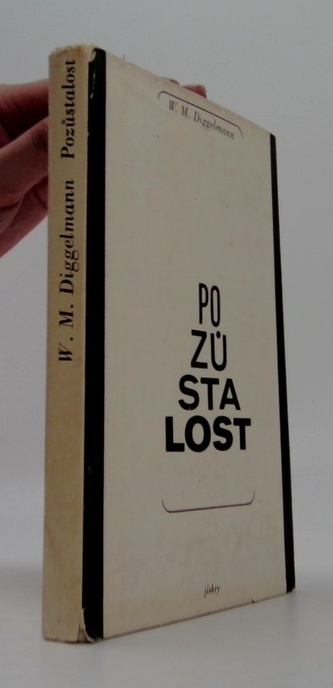 W. M. Diggelmann Pozůstalost
W. M. Diggelmann
PO
ZŮ
STA
LOST
jiskry